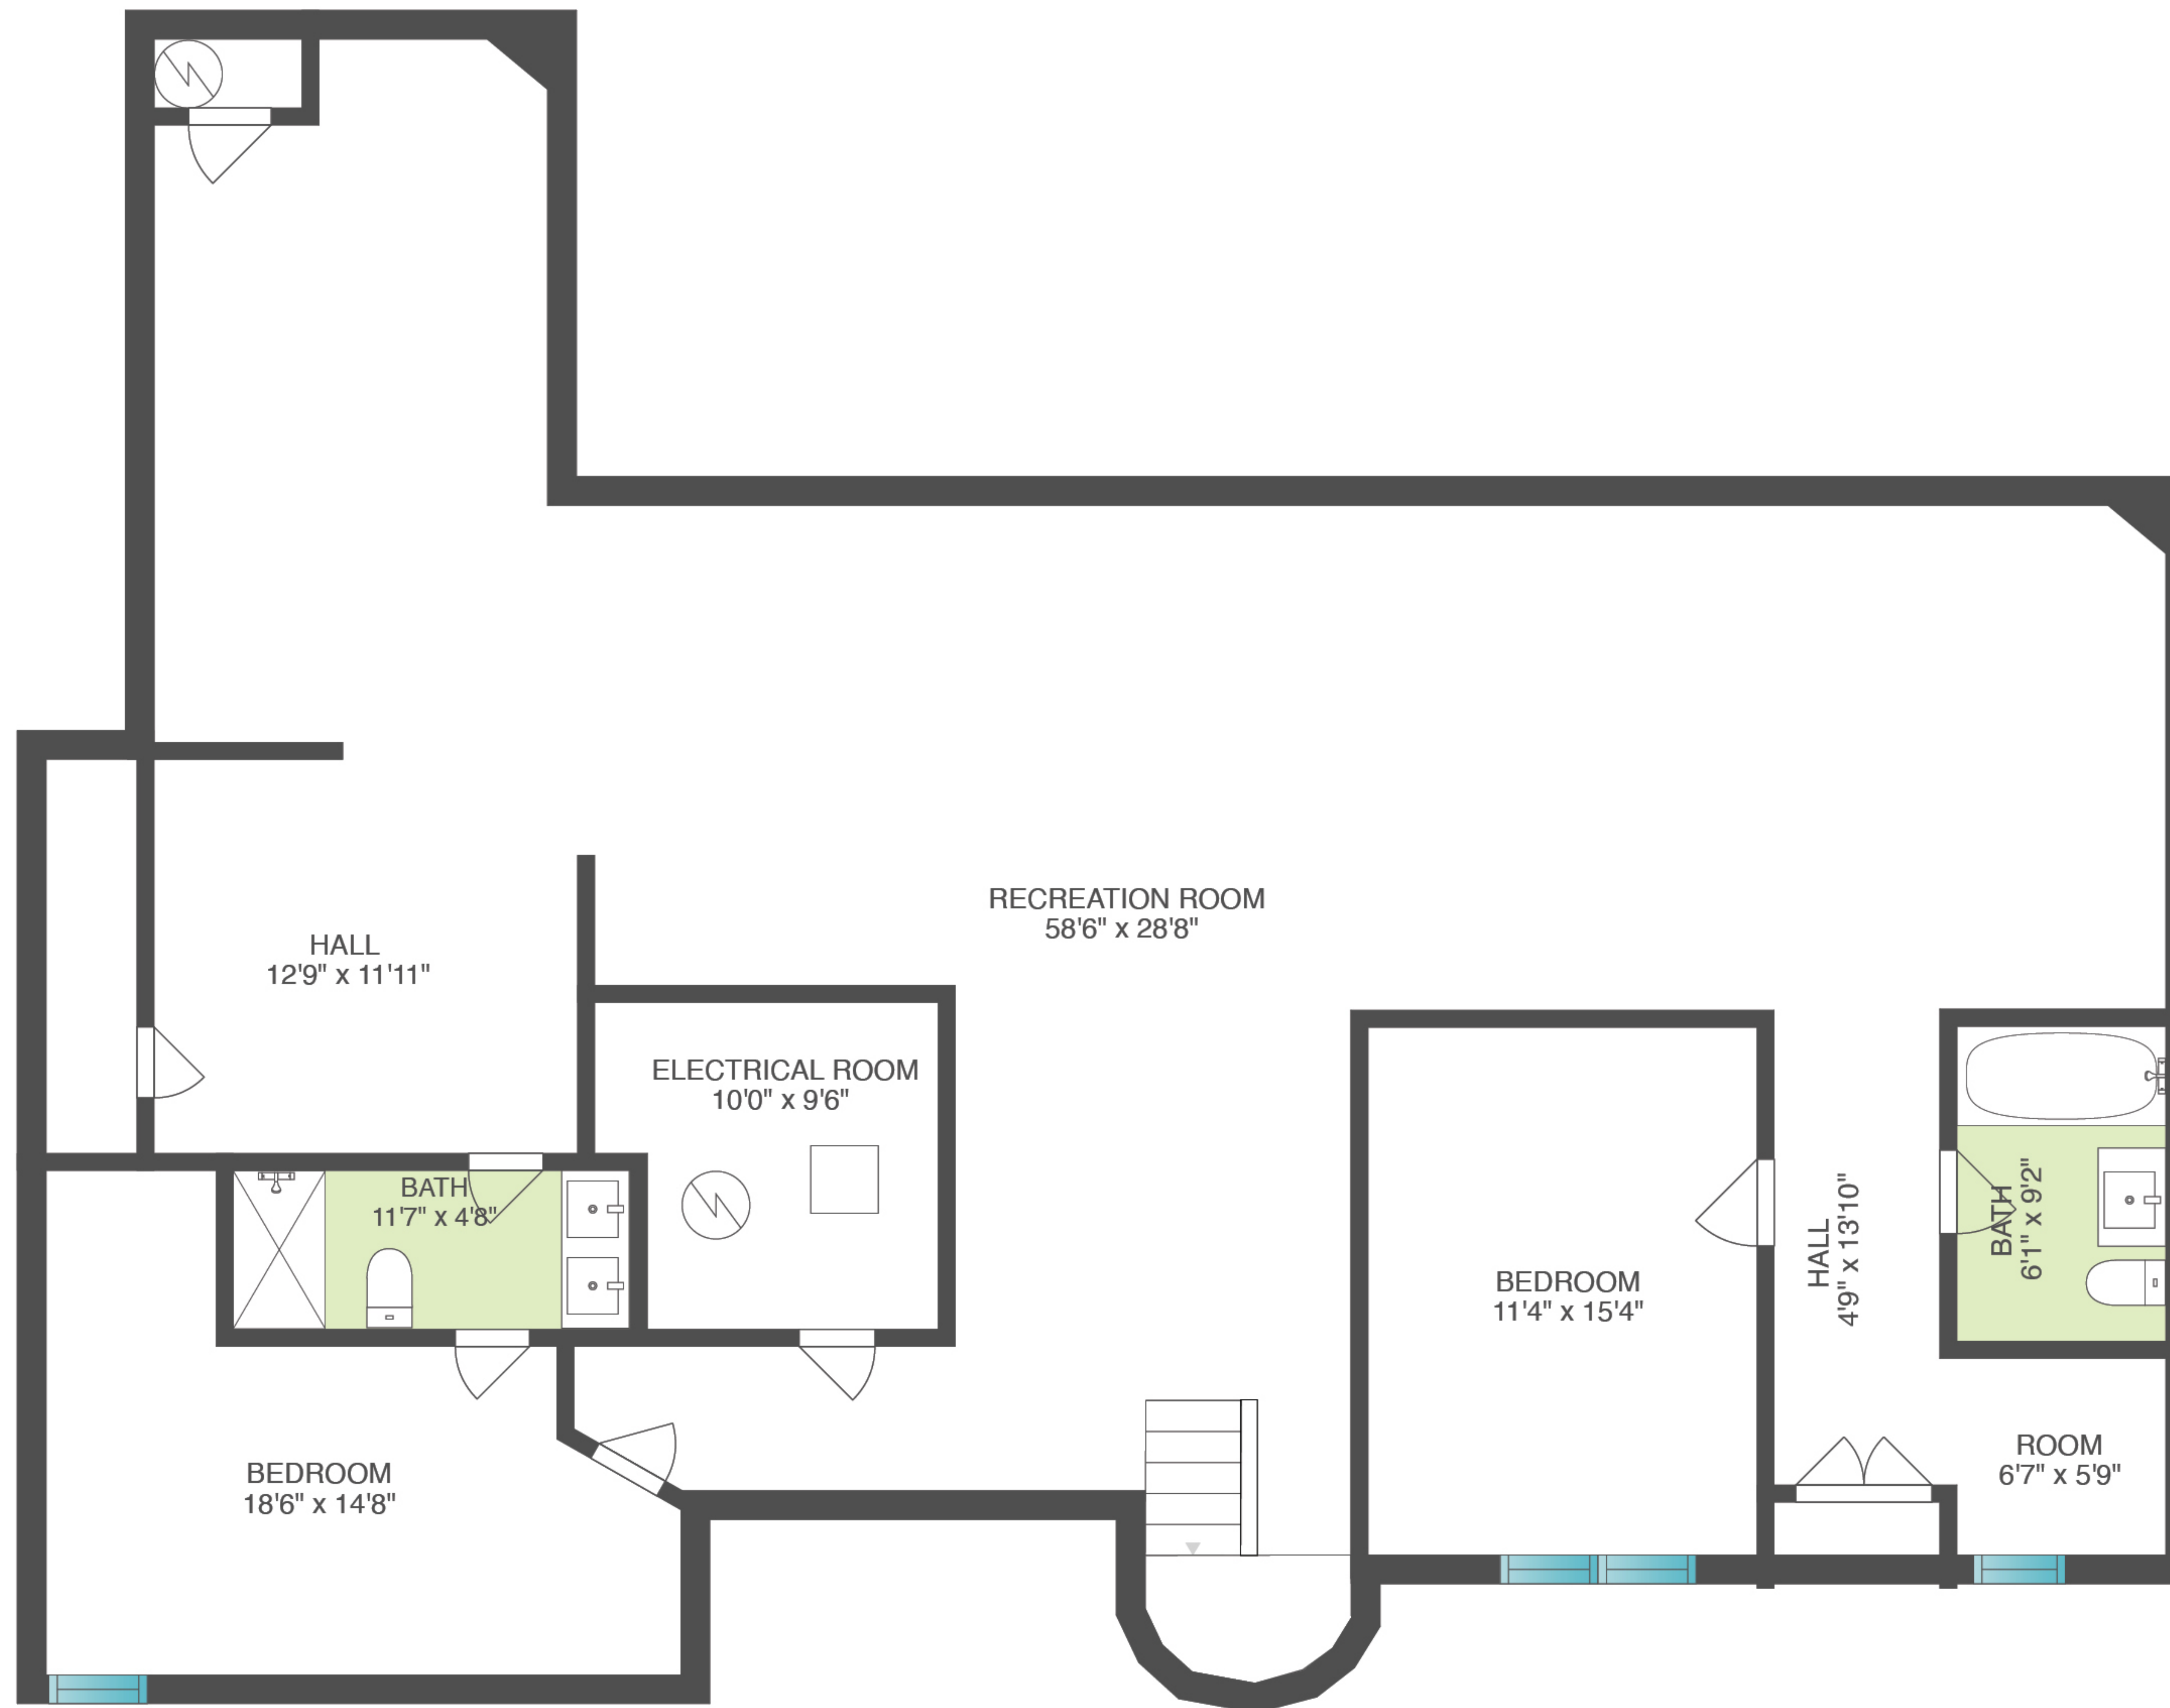 RECREATION ROOM
58'6" x 28'8"
HALL
12'9" x 11'11"
ELECTRICAL ROOM
10'0" x 9'6"
BATH
11'7" x 4'8"
BEDROOM
11'4" x 15'4"
HALL
4'9" x 13'10"
BATH
6'1" x 9'2"
BEDROOM
18'6" x 14'8"
ROOM
6'7" x 5'9"